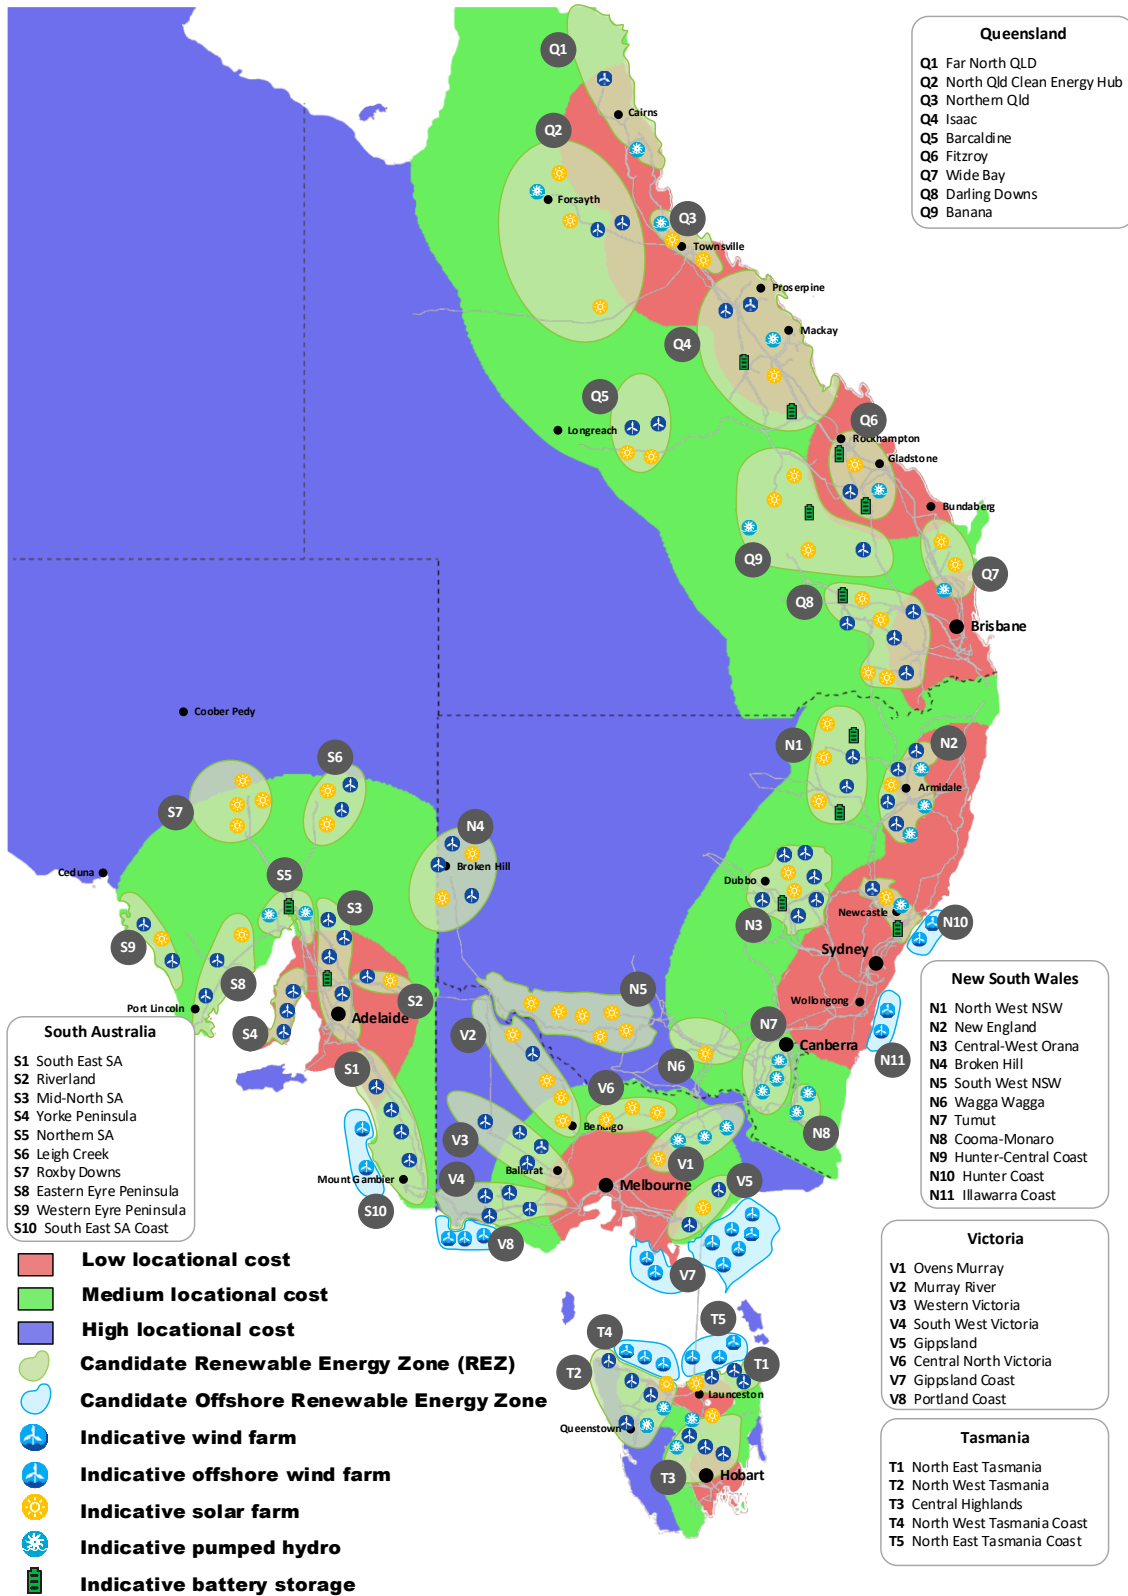 Queensland
Q1 Far North QLD
Q2 North Qld Clean Energy Hub
Q3 Northern Qld
Q4 Isaac
Q5 Barcaldine
Q6 Fitzroy
Q7 Wide Bay
Q8 Darling Downs
Q9 Banana
Q1
Cairns
Q2
Forsayth
Q3
Townsville
Proserpine
Mackay
Q4
Q5
Longreach
Q6
Rockhampton
Gladstone
Bundaberg
Q9
Q7
Q8
Brisbane
Coober Pedy
N1
N2
Armidale
S6
S7
N4
Broken Hill
Ceduna
Dubbo
S5
S3
Newcastle
N3
N10
S9
Sydney
S8
S2
N5
Wollongong
Port Lincoln
Adelaide
S4
V2
N7
Canberra
N11
S1
N6
V6
Bendigo
N8
V3
Ballarat
V1
Mount Gambier
V4
Melbourne
V5
S10
V8
V7
T5
T4
T2
T1
Launceston
Queenstown
T3
Hobart
South Australia
S1 South East SA
S2 Riverland
S3 Mid-North SA
S4 Yorke Peninsula
S5 Northern SA
S6 Leigh Creek
S7 Roxby Downs
S8 Eastern Eyre Peninsula
S9 Western Eyre Peninsula
S10 South East SA Coast
New South Wales
N1 North West NSW
N2 New England
N3 Central-West Orana
N4 Broken Hill
N5 South West NSW
N6 Wagga Wagga
N7 Tumut
N8 Cooma-Monaro
N9 Hunter-Central Coast
N10 Hunter Coast
N11 Illawarra Coast
Victoria
V1 Ovens Murray
V2 Murray River
V3 Western Victoria
V4 South West Victoria
V5 Gippsland
V6 Central North Victoria
V7 Gippsland Coast
V8 Portland Coast
Tasmania
T1 North East Tasmania
T2 North West Tasmania
T3 Central Highlands
T4 North West Tasmania Coast
T5 North East Tasmania Coast
Low locational cost
Medium locational cost
High locational cost
Candidate Renewable Energy Zone (REZ)
Candidate Offshore Renewable Energy Zone
Indicative wind farm
Indicative offshore wind farm
Indicative solar farm
Indicative pumped hydro
Indicative battery storage